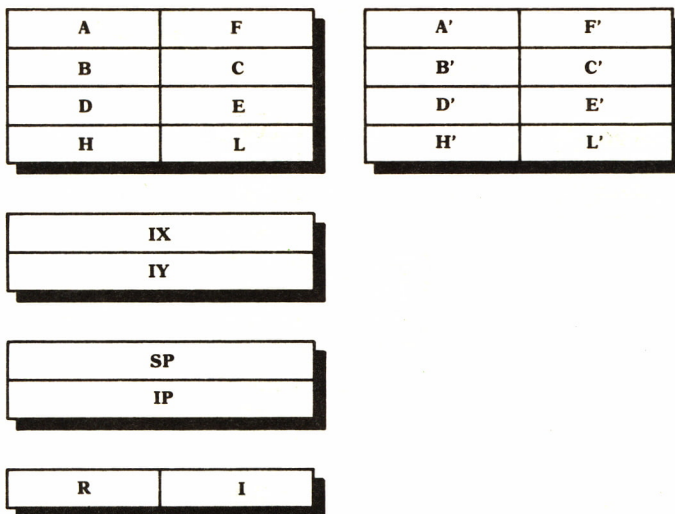 A F A' F'
B C B' C'
D E D' E'
H L H' L'
IX
IY
SP
IP
R I